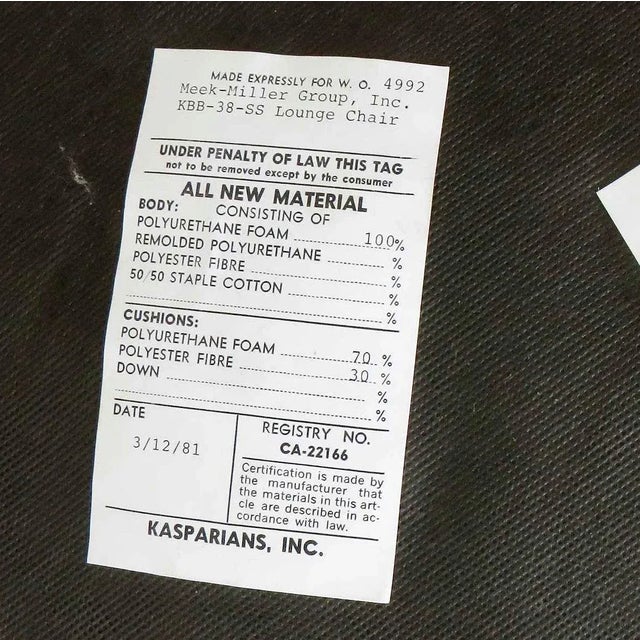 MADE EXPRESSLY FOR W. O. 4992
Meek-Miller Group, Inc.
KBB-38-SS Lounge Chair
UNDER PENALTY OF LAW THIS TAG
not to be removed except by the consumer
ALL NEW MATERIAL
CONSISTING OF
BODY:
POLYURETHANE FOAM 100%
REMOLDED POLYURETHANE %
POLYESTER FIBRE %
50/50 STAPLE COTTON %
%
CUSHIONS:
POLYURETHANE FOAM 70 %
POLYESTER FIBRE 30 %
DOWN %
%
DATE
3/12/81
REGISTRY NO.
CA-22166
Certification is made by
the manufacturer that
the materials in this art-
cle are described in ac-
cordance with law.
KASPARIANS, INC.